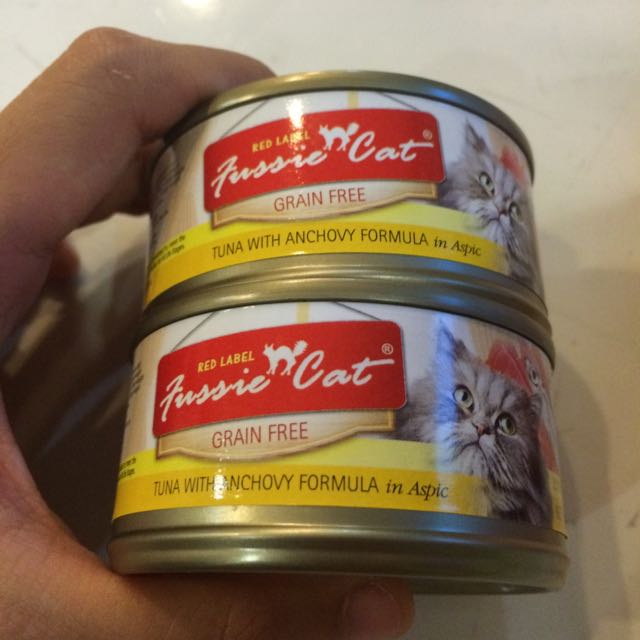 RED LABEL
Fussie Cat®
GRAIN FREE
TUNA WITH ANCHOVY FORMULA in Aspic
RED LABEL
Fussie Cat®
GRAIN FREE
TUNA WITH ANCHOVY FORMULA in Aspic